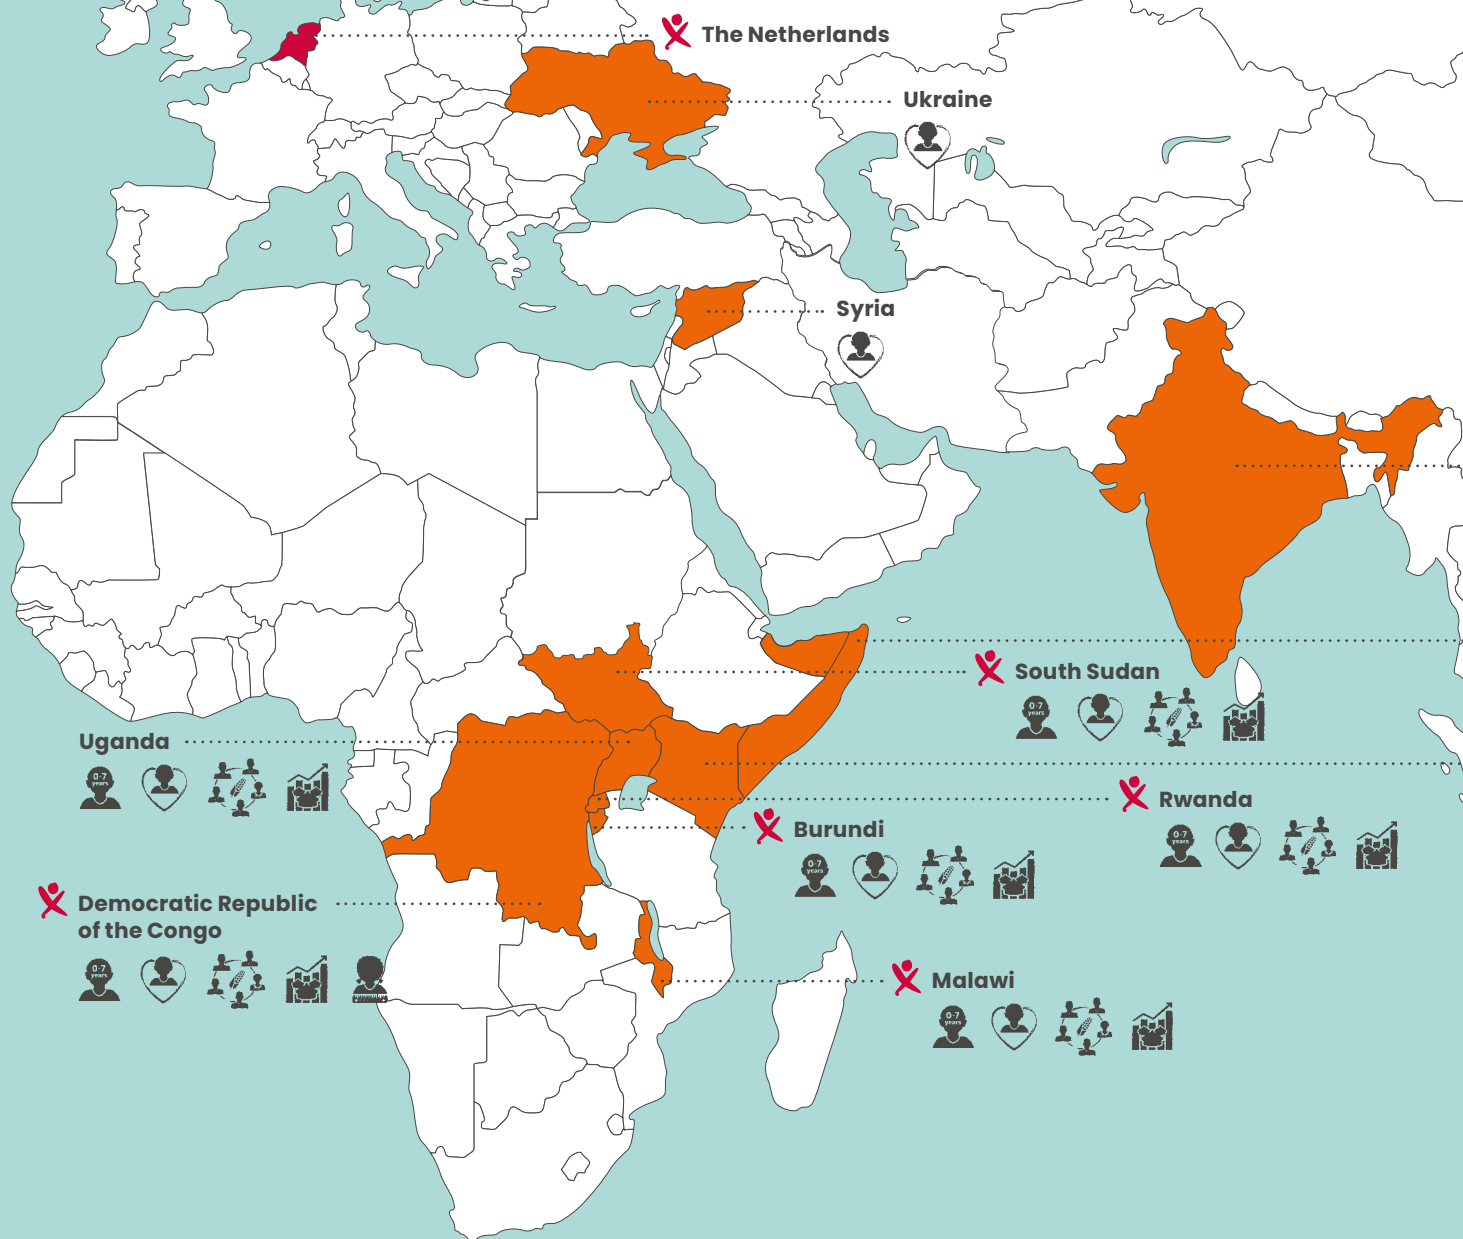 The Netherlands
Ukraine
Syria
South Sudan
0-7
years
Uganda
0-7
years
Rwanda
0-7
years
Burundi
0-7
years
Democratic Republic
of the Congo
0-7
years
Malawi
0-7
years